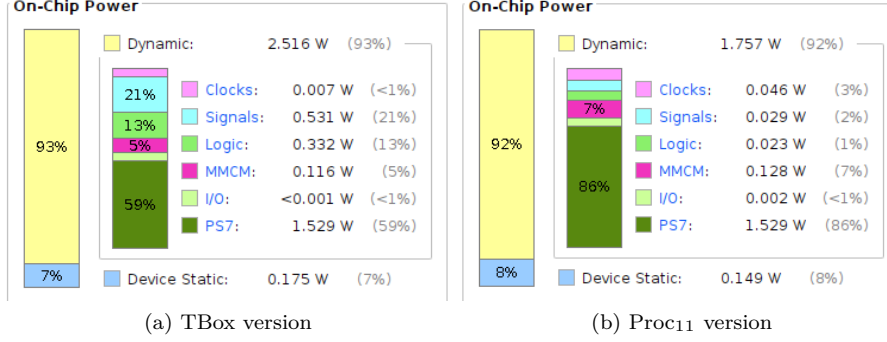 On-Chip Power
93%
7%
Dynamic: 2.516 W (93%)
21%
13%
5%
59%
Clocks: 0.007 W (<1%)
Signals: 0.531 W (21%)
Logic: 0.332 W (13%)
MMCM: 0.116 W (5%)
I/O: <0.001 W (<1%)
PS7: 1.529 W (59%)
Device Static: 0.175 W (7%)
(a) TBox version
On-Chip Power
92%
8%
Dynamic: 1.757 W (92%)
7%
86%
Clocks: 0.046 W (3%)
Signals: 0.029 W (2%)
Logic: 0.023 W (1%)
MMCM: 0.128 W (7%)
I/O: 0.002 W (<1%)
PS7: 1.529 W (86%)
Device Static: 0.149 W (8%)
(b) Proc₁₁ version